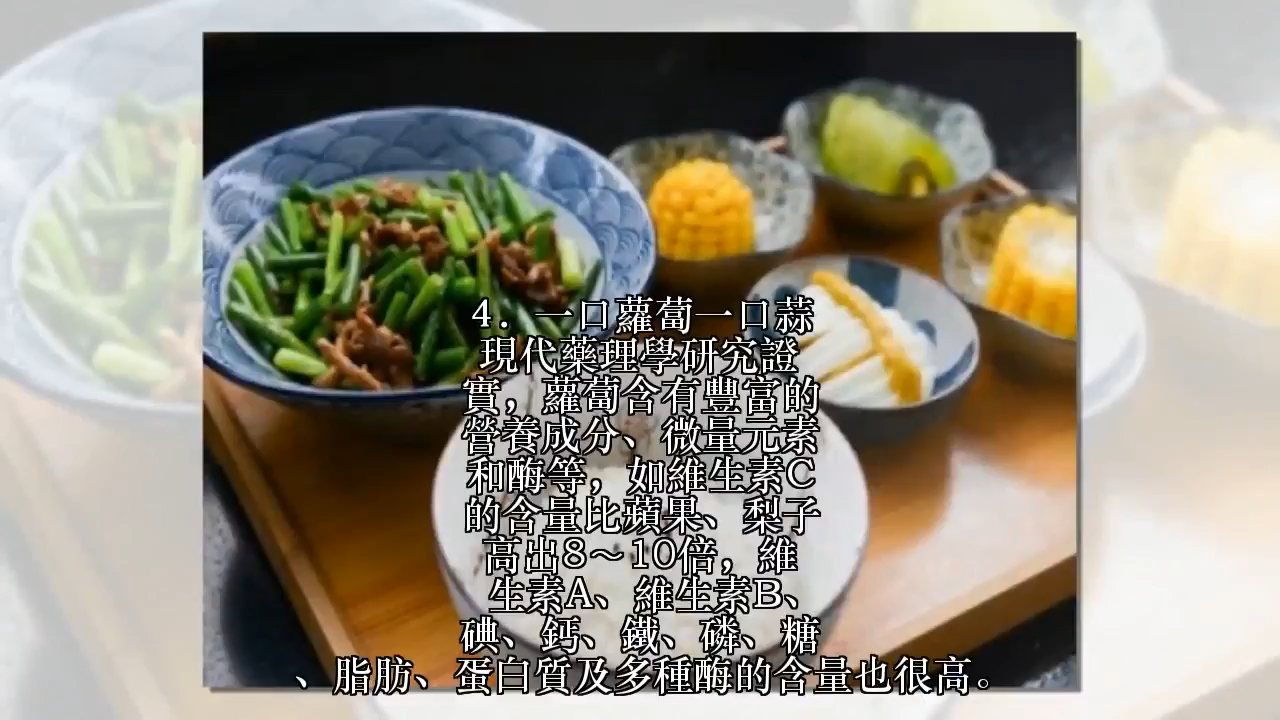 4．一口蘿蔔一口蒜
現代藥理學研究證
實，蘿蔔含有豐富的
營養成分、微量元素
和酶等，如維生素C
的含量比蘋果、梨子
高出8～10倍，維
生素A、維生素B、
碘、鈣、鐵、磷、糖
、脂肪、蛋白質及多種酶的含量也很高。